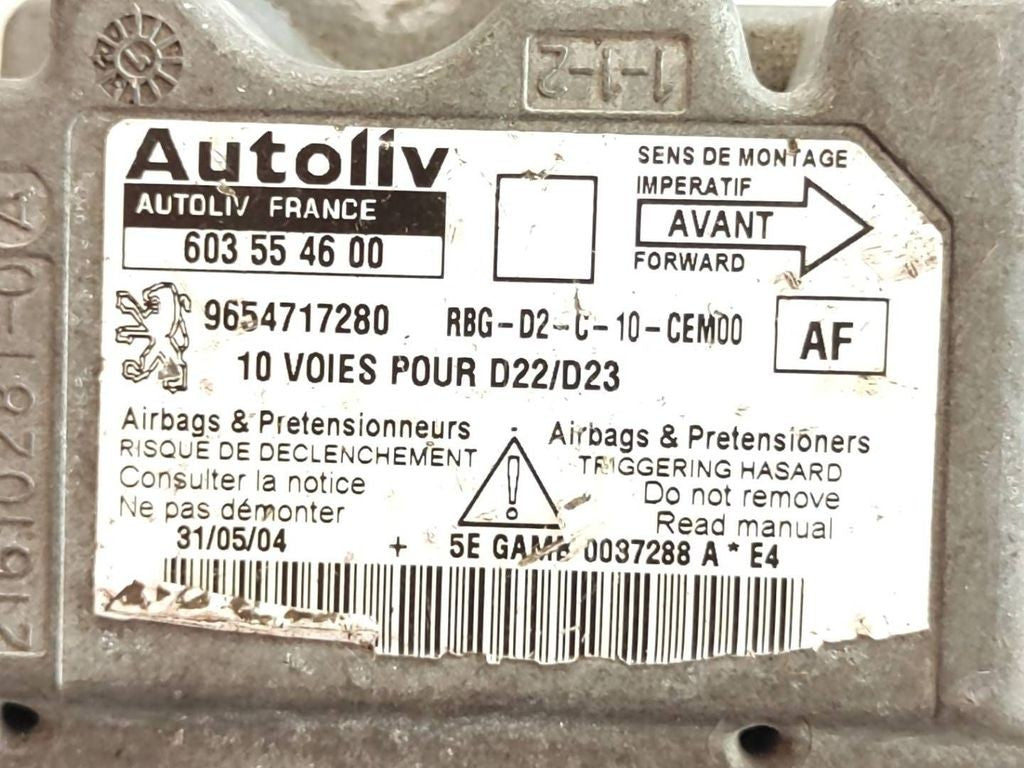 1-1-2
Autoliv
AUTOLIV FRANCE
603 55 46 00
SENS DE MONTAGE
IMPERATIF
AVANT
FORWARD
9654717280 RBG-D2-C-10-CEM00
AF
10 VOIES POUR D22/D23
Airbags & Pretensionneurs
RISQUE DE DECLENCHEMENT
Consulter la notice
Ne pas démonter
Airbags & Pretensioners
TRIGGERING HASARD
Do not remove
Read manual
31/05/04 + 5E GAME 0037288 A * E4